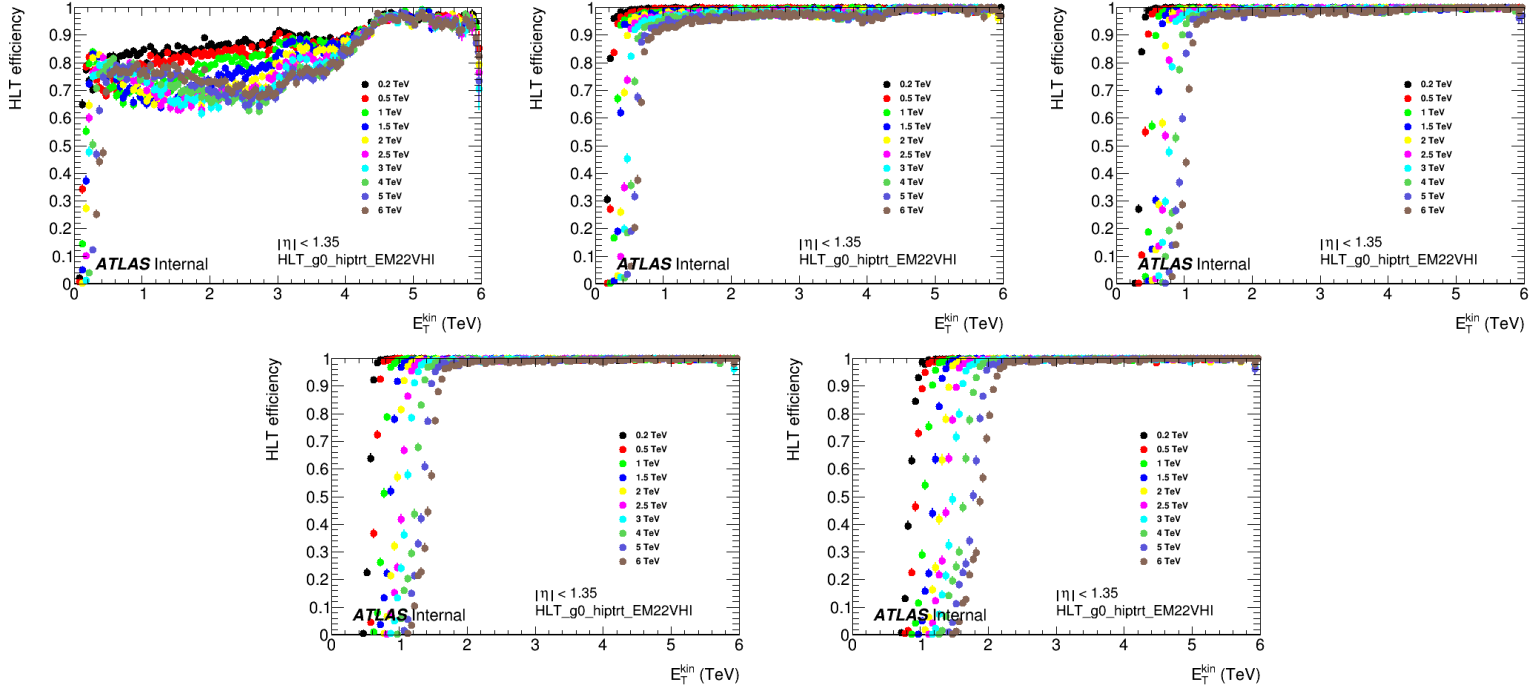 HLT efficiency
1
0.9
0.8
0.7
0.6
0.5
0.4
0.3
0.2
0.1
0
0.2 TeV
0.5 TeV
1 TeV
1.5 TeV
2 TeV
2.5 TeV
3 TeV
4 TeV
5 TeV
6 TeV
|η| < 1.35
HLT_g0_hiptrt_EM22VHI
ATLAS Internal
0 1 2 3 4 5 6
E_T^kin (TeV)
HLT efficiency
1
0.9
0.8
0.7
0.6
0.5
0.4
0.3
0.2
0.1
0
0.2 TeV
0.5 TeV
1 TeV
1.5 TeV
2 TeV
2.5 TeV
3 TeV
4 TeV
5 TeV
6 TeV
|η| < 1.35
HLT_g0_hiptrt_EM22VHI
ATLAS Internal
0 1 2 3 4 5 6
E_T^kin (TeV)
HLT efficiency
1
0.9
0.8
0.7
0.6
0.5
0.4
0.3
0.2
0.1
0
0.2 TeV
0.5 TeV
1 TeV
1.5 TeV
2 TeV
2.5 TeV
3 TeV
4 TeV
5 TeV
6 TeV
|η| < 1.35
HLT_g0_hiptrt_EM22VHI
ATLAS Internal
0 1 2 3 4 5 6
E_T^kin (TeV)
HLT efficiency
1
0.9
0.8
0.7
0.6
0.5
0.4
0.3
0.2
0.1
0
0.2 TeV
0.5 TeV
1 TeV
1.5 TeV
2 TeV
2.5 TeV
3 TeV
4 TeV
5 TeV
6 TeV
|η| < 1.35
HLT_g0_hiptrt_EM22VHI
ATLAS Internal
0 1 2 3 4 5 6
E_T^kin (TeV)
HLT efficiency
1
0.9
0.8
0.7
0.6
0.5
0.4
0.3
0.2
0.1
0
0.2 TeV
0.5 TeV
1 TeV
1.5 TeV
2 TeV
2.5 TeV
3 TeV
4 TeV
5 TeV
6 TeV
|η| < 1.35
HLT_g0_hiptrt_EM22VHI
ATLAS Internal
0 1 2 3 4 5 6
E_T^kin (TeV)